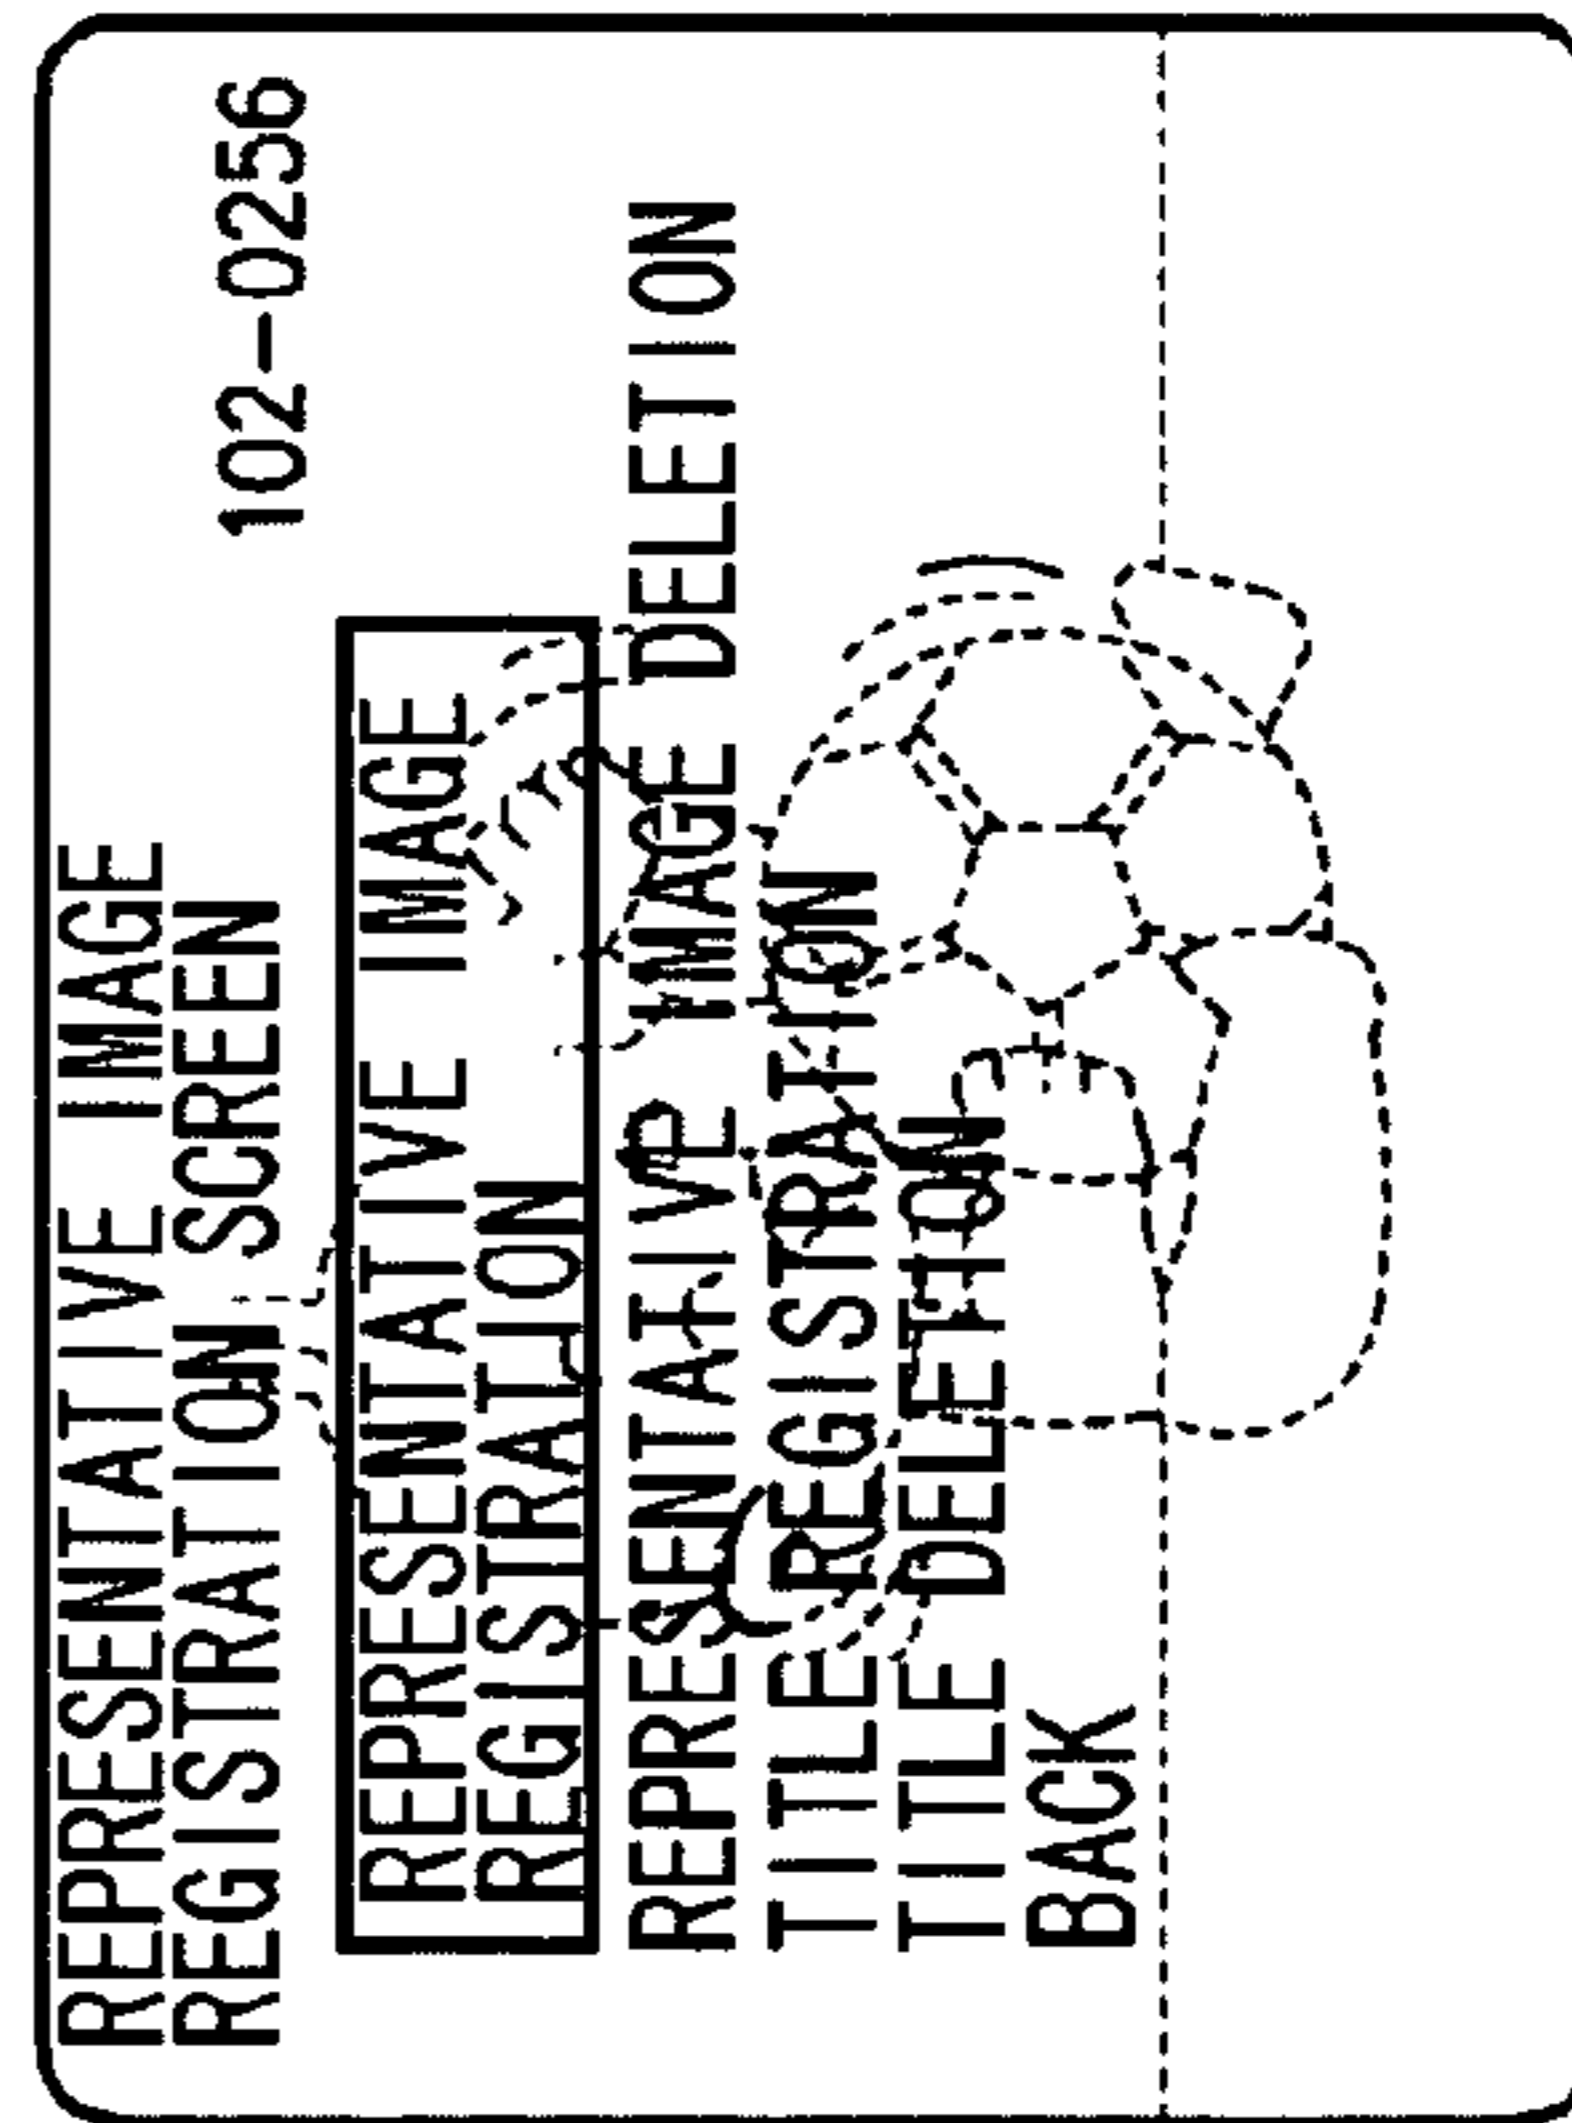 REPRESENTATIVE IMAGE
REGISTRATION SCREEN
102-0256
REPRESENTATIVE IMAGE
REGISTRATION
REPRESENTATIVE IMAGE DELETION
TITLE REGISTRATION
TITLE DELETION
BACK